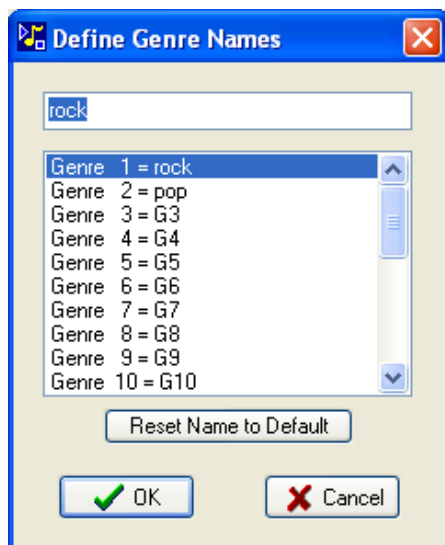 Define Genre Names
rock
Genre 1 = rock
Genre 2 = pop
Genre 3 = G3
Genre 4 = G4
Genre 5 = G5
Genre 6 = G6
Genre 7 = G7
Genre 8 = G8
Genre 9 = G9
Genre 10 = G10
Reset Name to Default
OK
Cancel